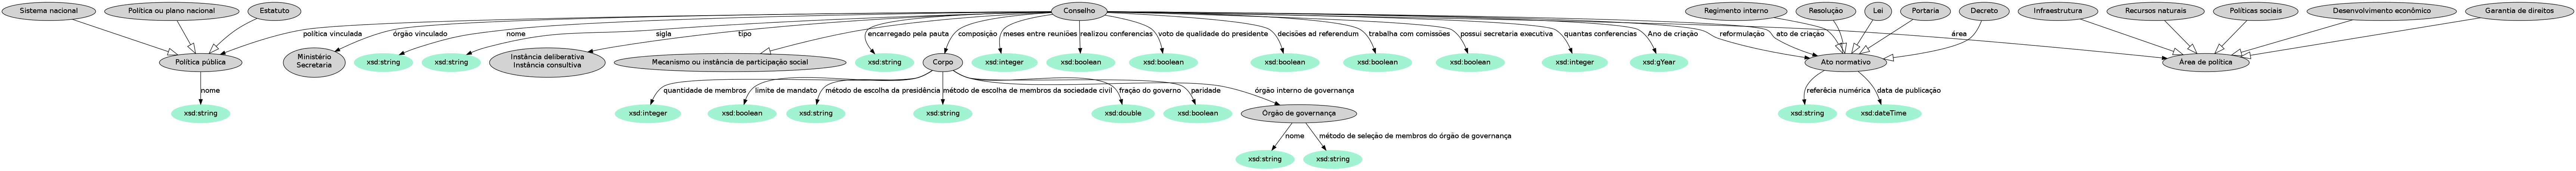 Sistema nacional
Política ou plano nacional
Estatuto
Conselho
Regimento interno
Resolução
Lei
Portaria
Decreto
Infraestrutura
Recursos naturais
Políticas sociais
Desenvolvimento econômico
Garantia de direitos
política vinculada
órgão vinculado
nome
sigla
tipo
encarregado pela pauta
composição
meses entre reuniões
realizou conferencias
voto de qualidade do presidente
decisões ad referendum
trabalha com comissões
possui secretaria executiva
quantas conferencias
Ano de criação
reformulação
ato de criação
área
Política pública
Ministério
Secretaria
xsd:string
xsd:string
Instância deliberativa
Instância consultiva
Mecanismo ou instância de participação social
xsd:string
Corpo
xsd:integer
xsd:boolean
xsd:boolean
xsd:boolean
xsd:boolean
xsd:boolean
xsd:integer
xsd:gYear
Ato normativo
Área de política
nome
quantidade de membros
limite de mandato
método de escolha da presidência
método de escolha de membros da sociedade civil
fração do governo
paridade
órgão interno de governança
referêcia numérica
data de publicação
xsd:string
xsd:integer
xsd:boolean
xsd:string
xsd:string
xsd:double
xsd:boolean
Órgão de governança
xsd:string
xsd:dateTime
nome
método de seleção de membros do órgão de governança
xsd:string
xsd:string